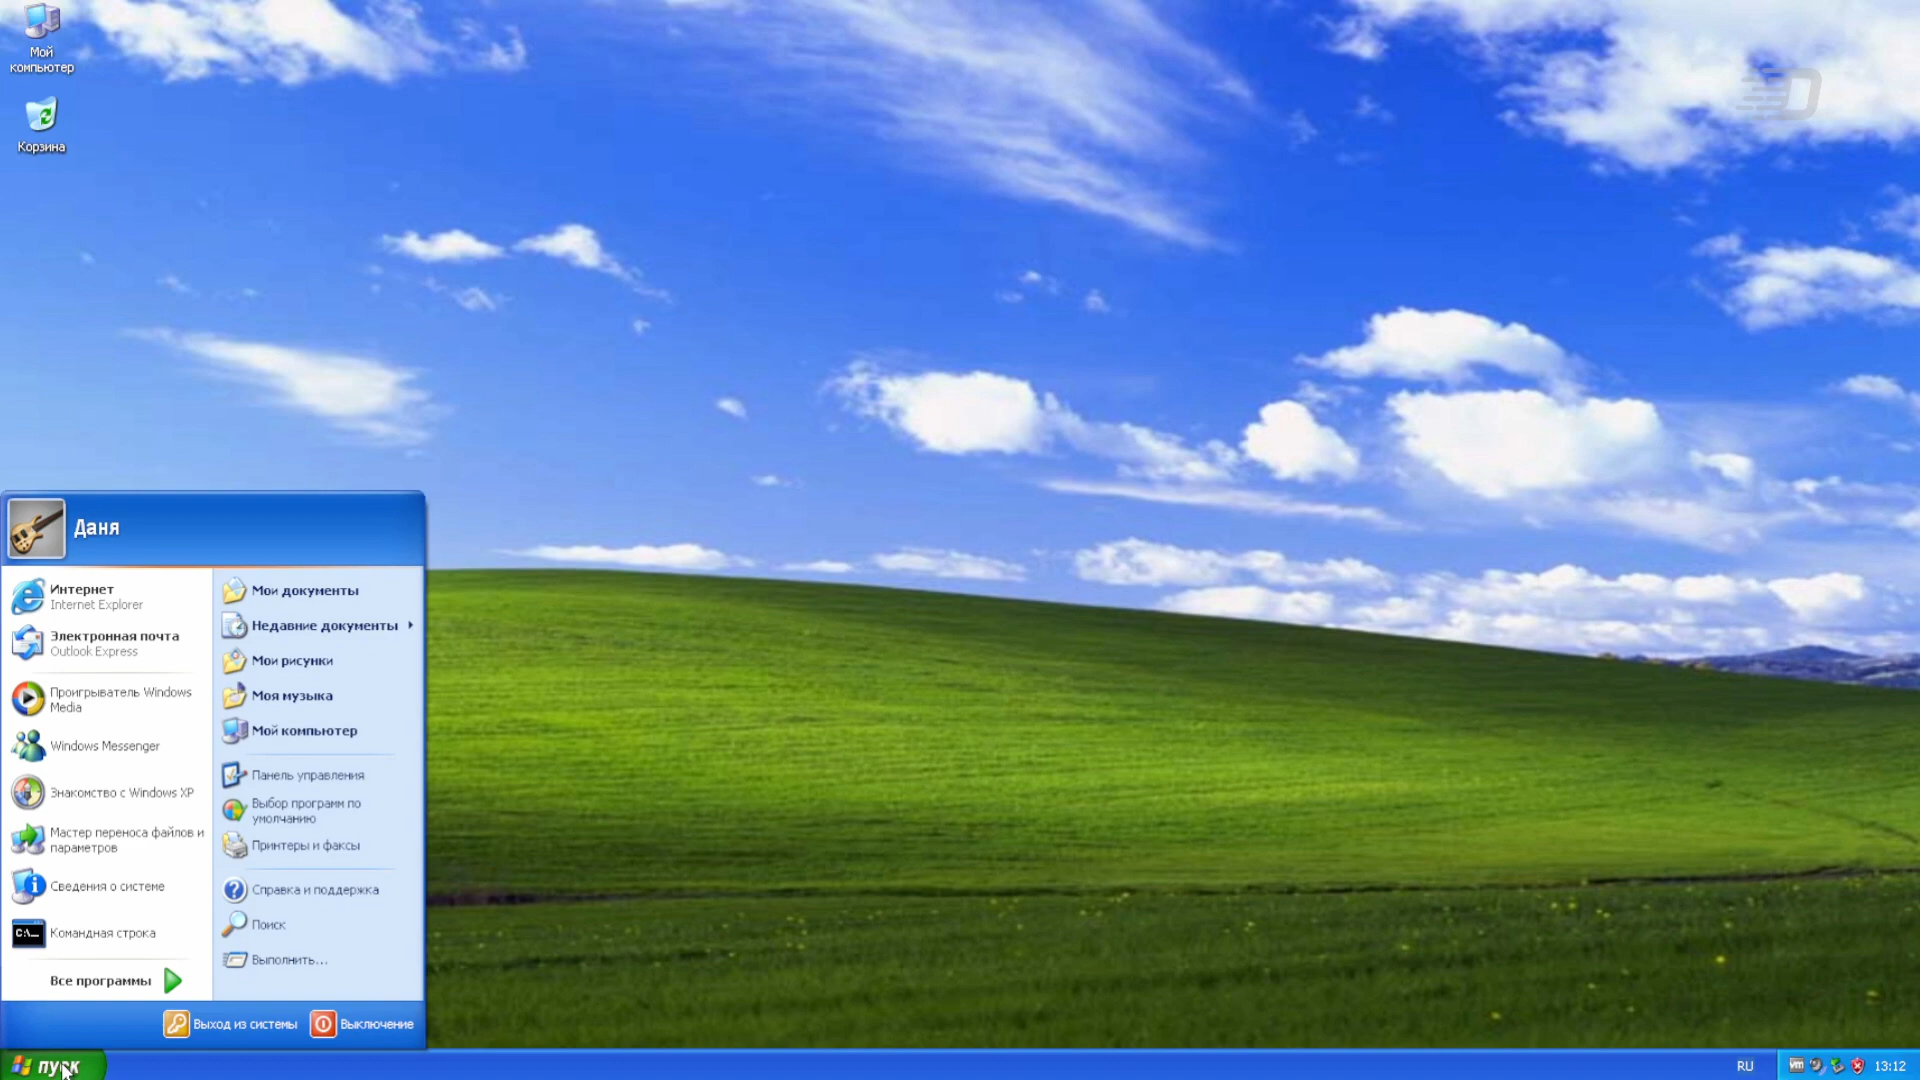 Мой
компьютер
Корзина
Даня
Интернет
Internet Explorer
Электронная почта
Outlook Express
Проигрыватель Windows
Media
Windows Messenger
Знакомство с Windows XP
Мастер переноса файлов и
параметров
Сведения о системе
C:\_
Командная строка
Все программы
Мои документы
Недавние документы
Мои рисунки
Моя музыка
Мой компьютер
Панель управления
Выбор программ по
умолчанию
Принтеры и факсы
Справка и поддержка
Поиск
Выполнить...
Выход из системы
Выключение
пуск
RU
vm
13:12
D